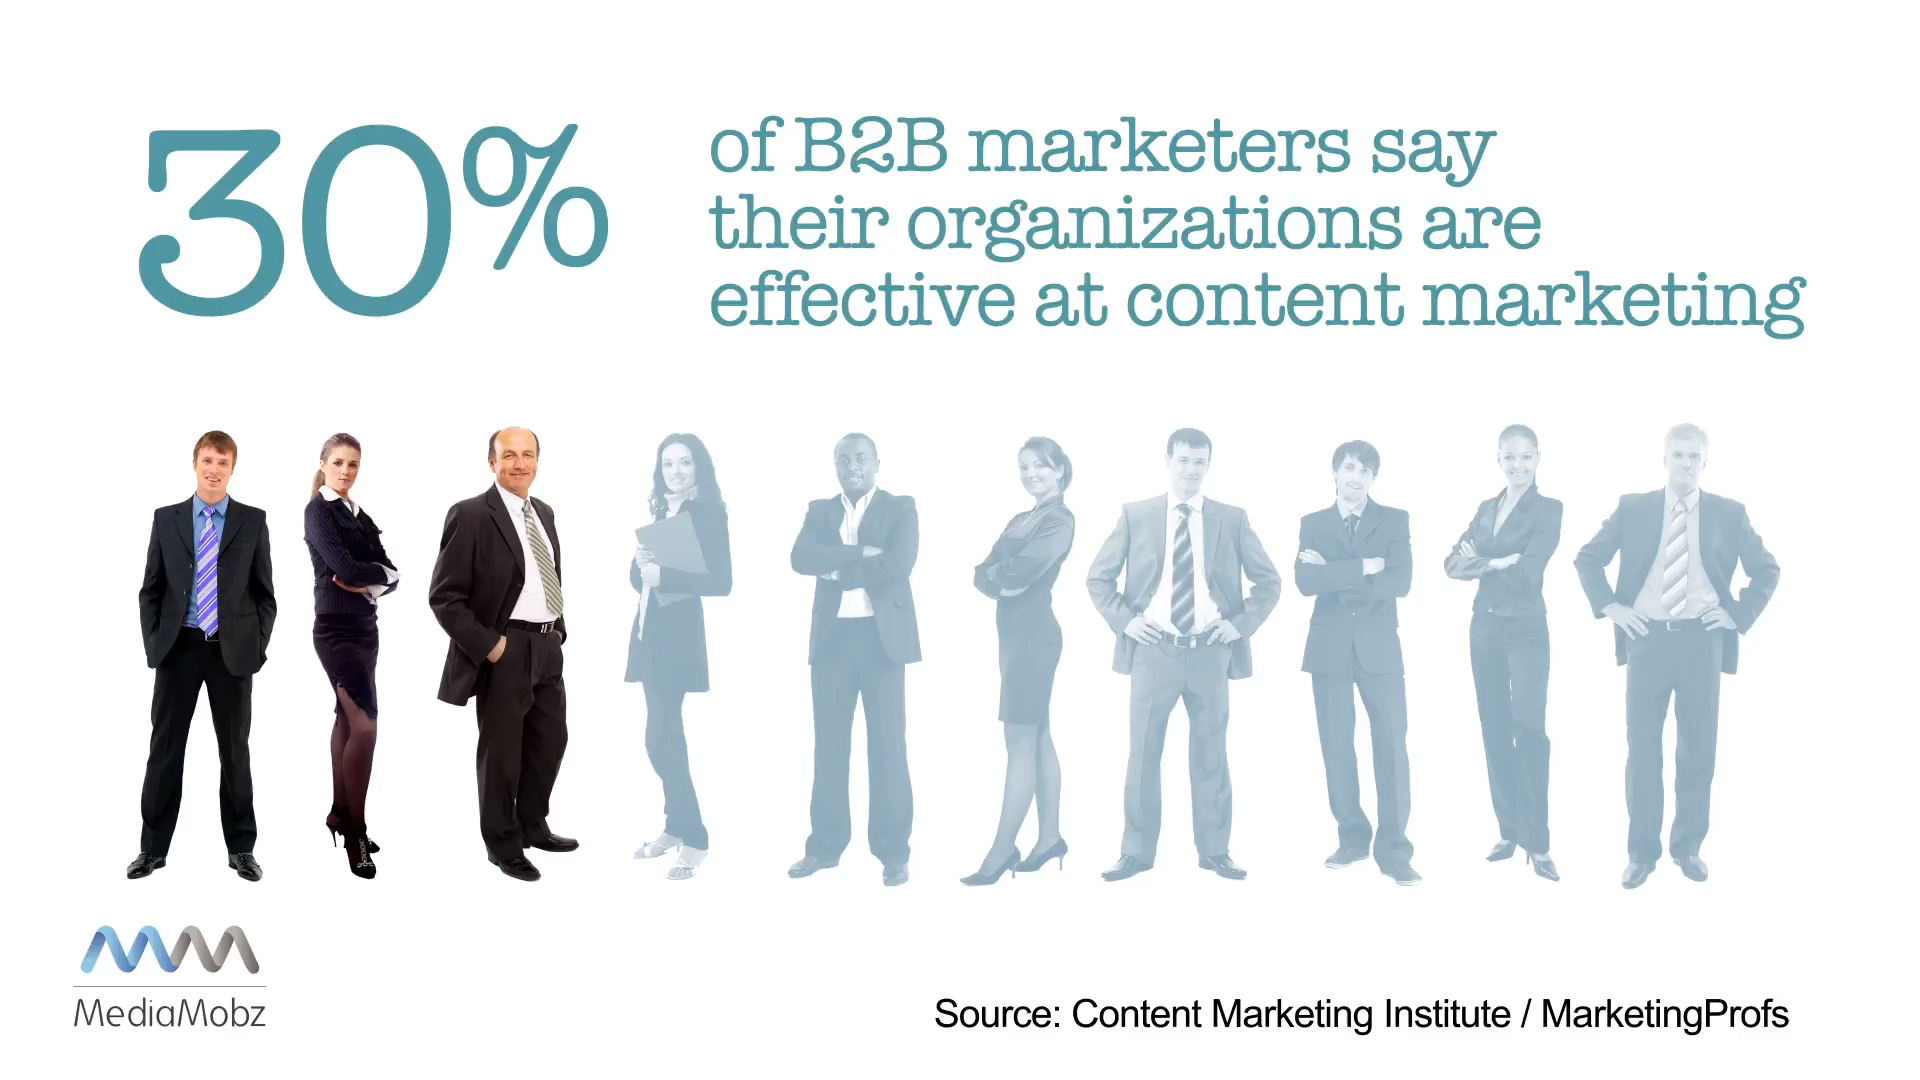 30%
of B2B marketers say
their organizations are
effective at content marketing
MediaMobz
Source: Content Marketing Institute / MarketingProfs